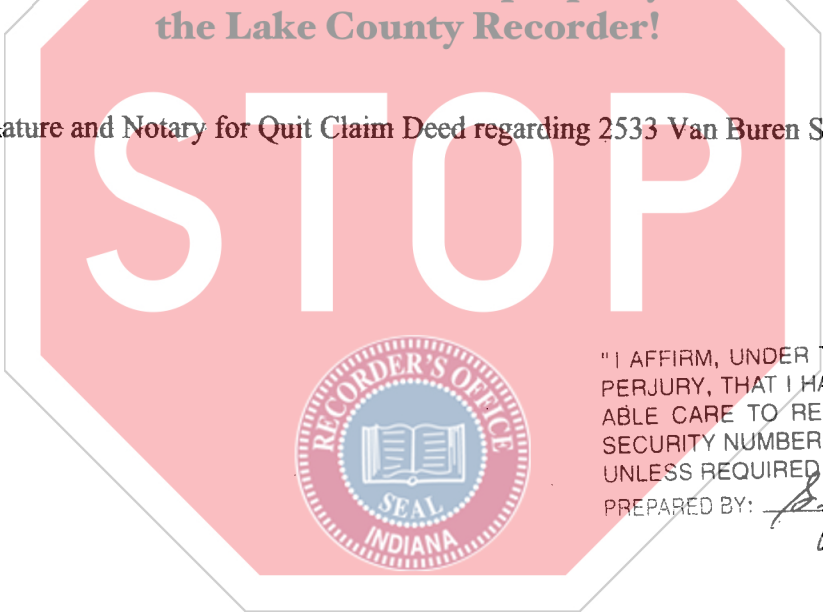 the Lake County Recorder!
ature and Notary for Quit Claim Deed regarding 2533 Van Buren S
STOP
"I AFFIRM, UNDER T
PERJURY, THAT I HA
ABLE CARE TO RE
SECURITY NUMBER
UNLESS REQUIRED
PREPARED BY:
RECORDER'S OFFICE
SEAL
INDIANA